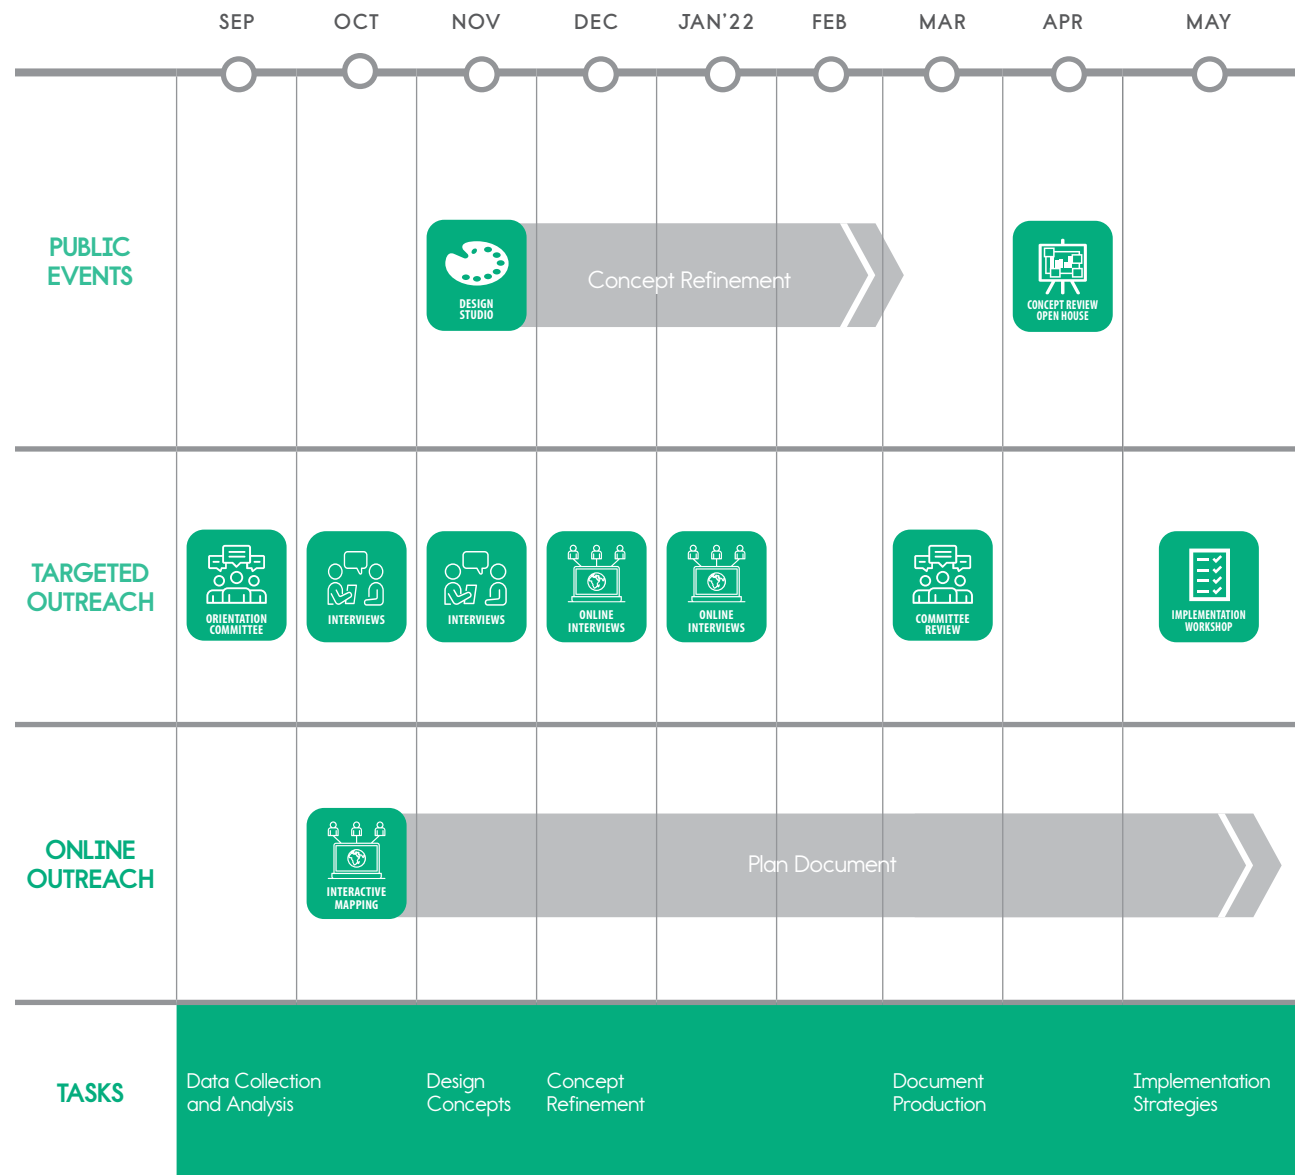 SEP
OCT
NOV
DEC
JAN'22
FEB
MAR
APR
MAY
PUBLIC
EVENTS
DESIGN
STUDIO
Concept Refinement
CONCEPT REVIEW
OPEN HOUSE
TARGETED
OUTREACH
ORIENTATION
COMMITTEE
INTERVIEWS
INTERVIEWS
ONLINE
INTERVIEWS
ONLINE
INTERVIEWS
COMMITTEE
REVIEW
IMPLEMENTATION
WORKSHOP
ONLINE
OUTREACH
INTERACTIVE
MAPPING
Plan Document
TASKS
Data Collection
and Analysis
Design
Concepts
Concept
Refinement
Document
Production
Implementation
Strategies